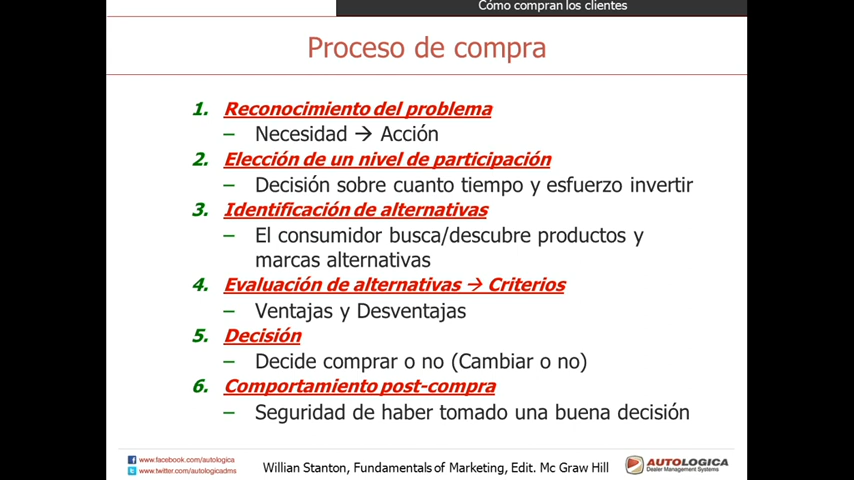 Cómo compran los clientes
Proceso de compra
1. Reconocimiento del problema
– Necesidad → Acción
2. Elección de un nivel de participación
– Decisión sobre cuanto tiempo y esfuerzo invertir
3. Identificación de alternativas
– El consumidor busca/descubre productos y
marcas alternativas
4. Evaluación de alternativas → Criterios
– Ventajas y Desventajas
5. Decisión
– Decide comprar o no (Cambiar o no)
6. Comportamiento post-compra
– Seguridad de haber tomado una buena decisión
www.facebook.com/autologica
www.twitter.com/autologicadms
Willian Stanton, Fundamentals of Marketing, Edit. Mc Graw Hill
AUTOLOGICA
Dealer Management Systems